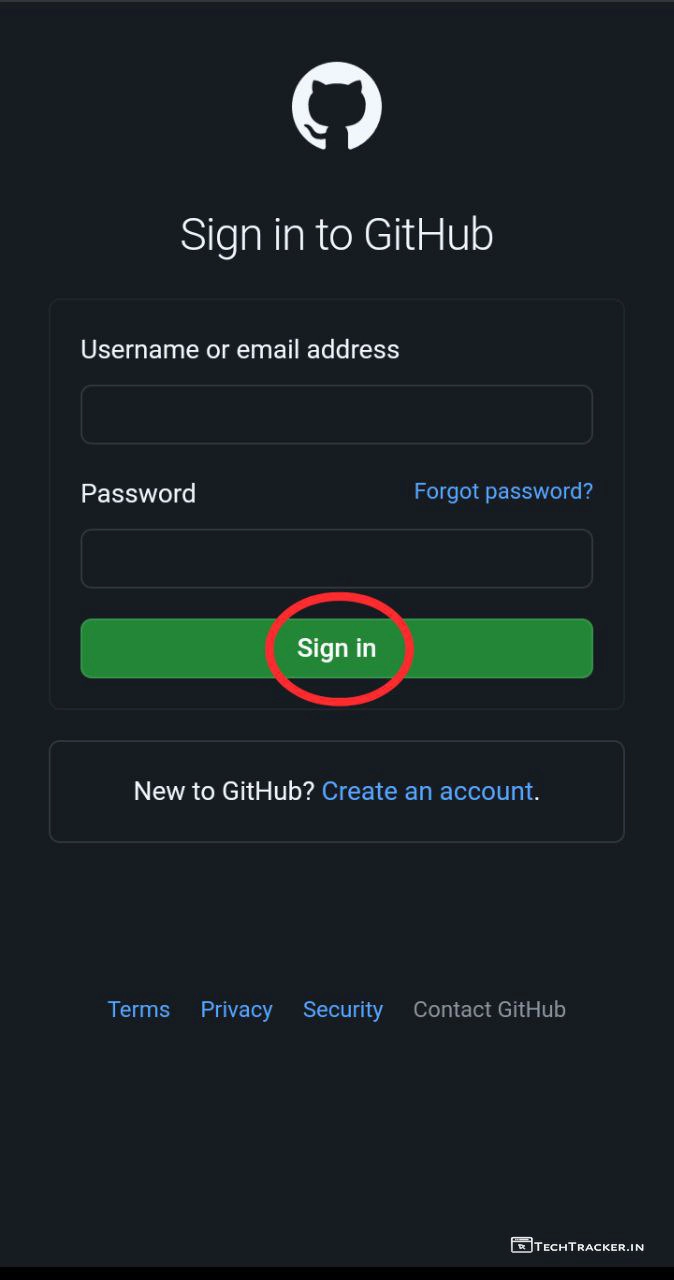 Sign in to GitHub
Username or email address
Password Forgot password?
Sign in
New to GitHub? Create an account.
Terms Privacy Security Contact GitHub
TECHTRACKER.IN